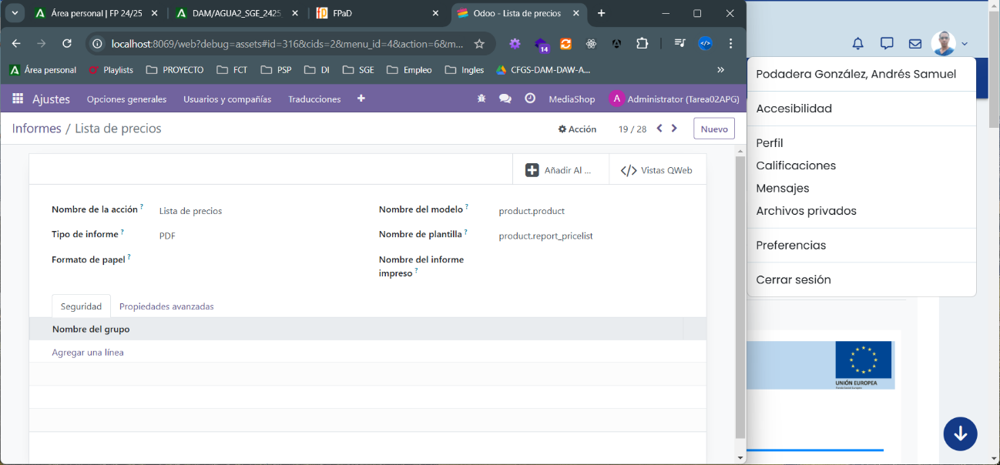 Área personal | FP 24/25
DAM/AGUA2_SGE_2425
FPaD
Odoo - Lista de precios
localhost:8069/web?debug=assets#id=316&cids=2&menu_id=4&action=6&m...
14
Área personal
Playlists
PROYECTO
FCT
PSP
DI
SGE
Empleo
Ingles
CFGS-DAM-DAW-A...
Ajustes
Opciones generales
Usuarios y compañías
Traducciones
MediaShop
A
Administrator (Tarea02APG)
Informes / Lista de precios
Acción
19 / 28
Nuevo
Añadir Al ...
Vistas QWeb
Nombre de la acción ?
Lista de precios
Nombre del modelo ?
product.product
Tipo de informe ?
PDF
Nombre de plantilla ?
product.report_pricelist
Formato de papel ?
Nombre del informe
impreso ?
Seguridad
Propiedades avanzadas
Nombre del grupo
Agregar una línea
Podadera González, Andrés Samuel
Accesibilidad
Perfil
Calificaciones
Mensajes
Archivos privados
Preferencias
Cerrar sesión
UNIÓN EUROPEA